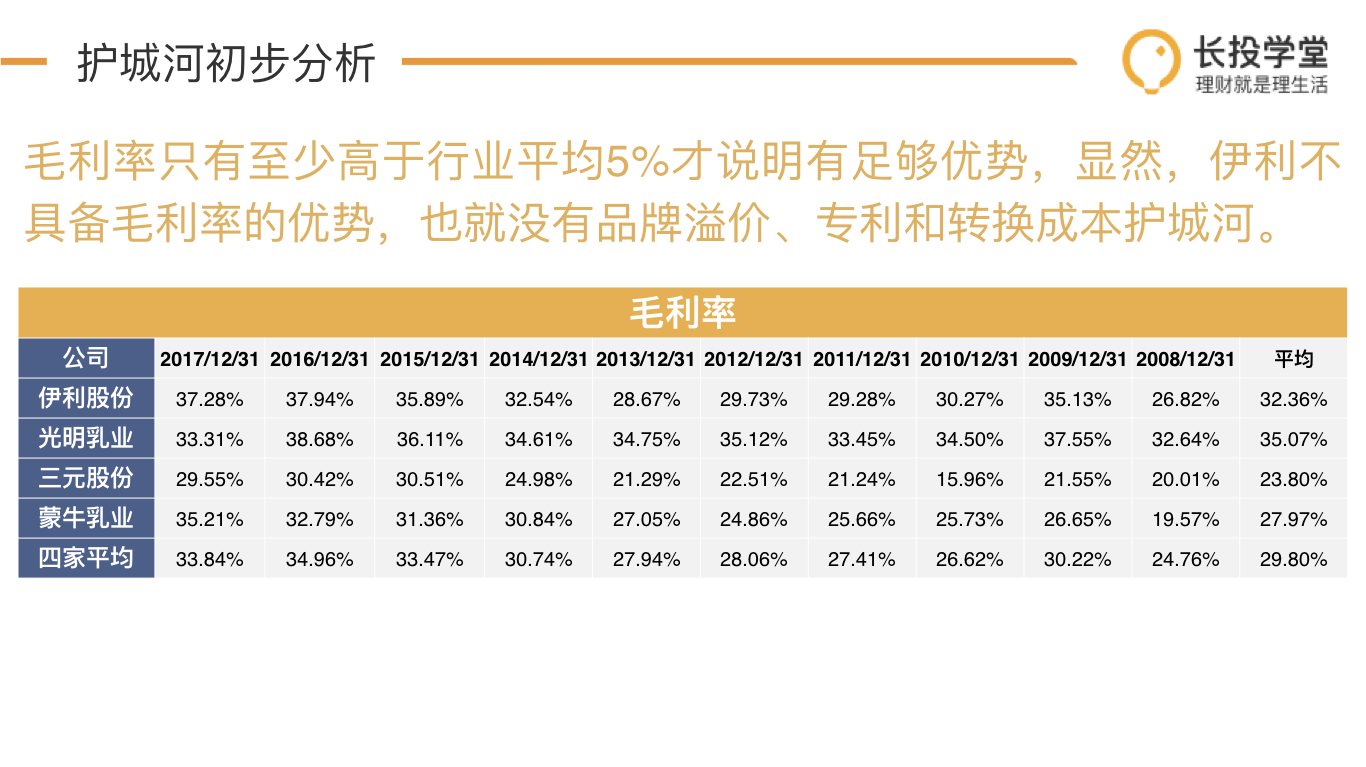 护城河初步分析
长投学堂
理财就是理生活
毛利率只有至少高于行业平均5%才说明有足够优势，显然，伊利不
具备毛利率的优势，也就没有品牌溢价、专利和转换成本护城河。
毛利率
公司 2017/12/31 2016/12/31 2015/12/31 2014/12/31 2013/12/31 2012/12/31 2011/12/31 2010/12/31 2009/12/31 2008/12/31 平均
伊利股份 37.28% 37.94% 35.89% 32.54% 28.67% 29.73% 29.28% 30.27% 35.13% 26.82% 32.36%
光明乳业 33.31% 38.68% 36.11% 34.61% 34.75% 35.12% 33.45% 34.50% 37.55% 32.64% 35.07%
三元股份 29.55% 30.42% 30.51% 24.98% 21.29% 22.51% 21.24% 15.96% 21.55% 20.01% 23.80%
蒙牛乳业 35.21% 32.79% 31.36% 30.84% 27.05% 24.86% 25.66% 25.73% 26.65% 19.57% 27.97%
四家平均 33.84% 34.96% 33.47% 30.74% 27.94% 28.06% 27.41% 26.62% 30.22% 24.76% 29.80%